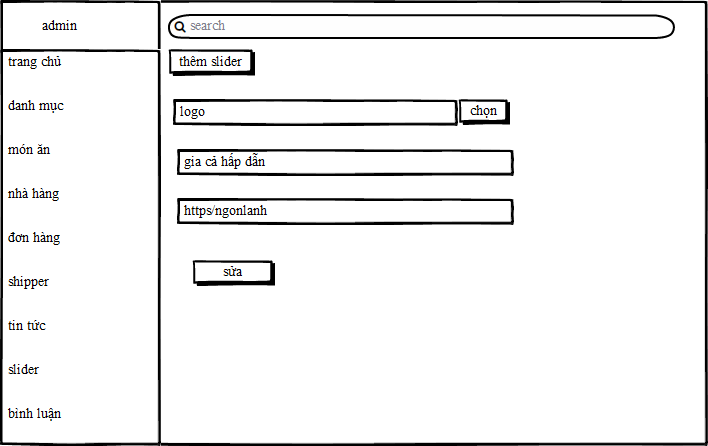 admin
search
trang chủ
thêm slider
danh mục
logo
chọn
món ăn
gia cả hấp dẫn
nhà hàng
https/ngonlanh
đơn hàng
sửa
shipper
tin tức
slider
bình luận